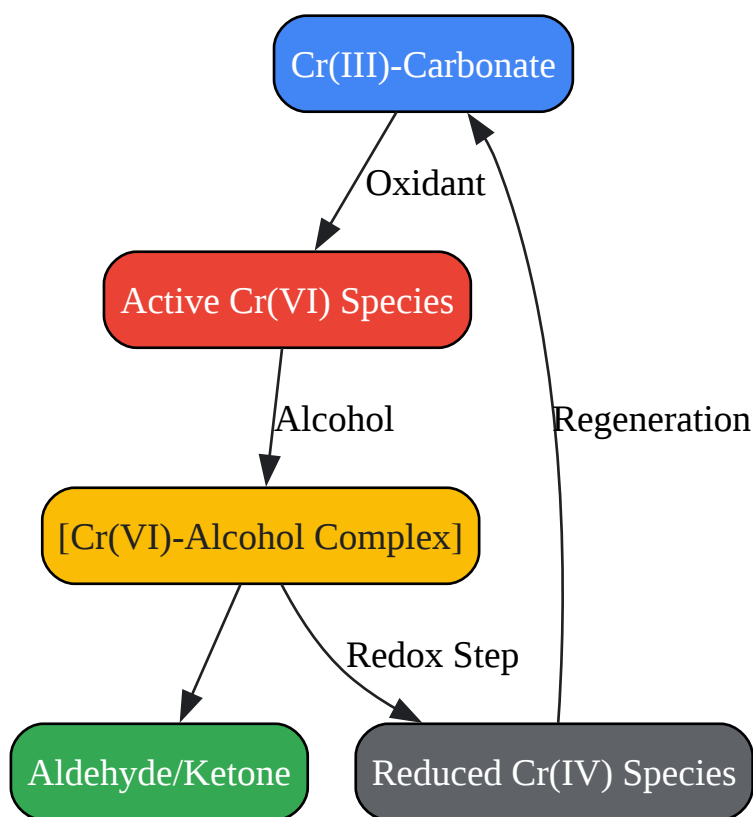 Cr(III)-Carbonate
Oxidant
Active Cr(VI) Species
Alcohol
Regeneration
[Cr(VI)-Alcohol Complex]
Redox Step
Aldehyde/Ketone
Reduced Cr(IV) Species